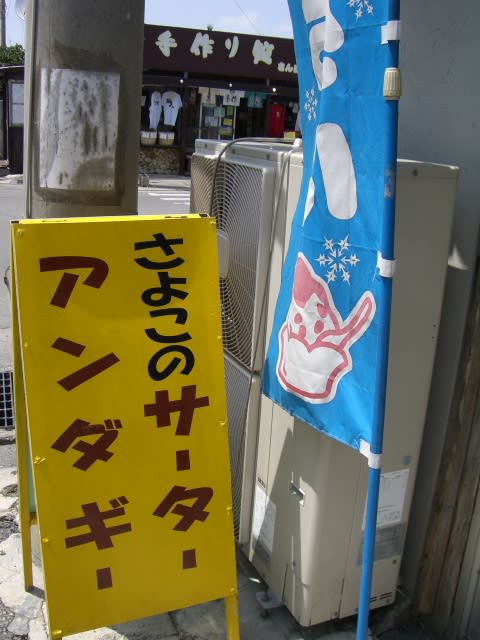 手作り館
さよこのサーター
アンダギー